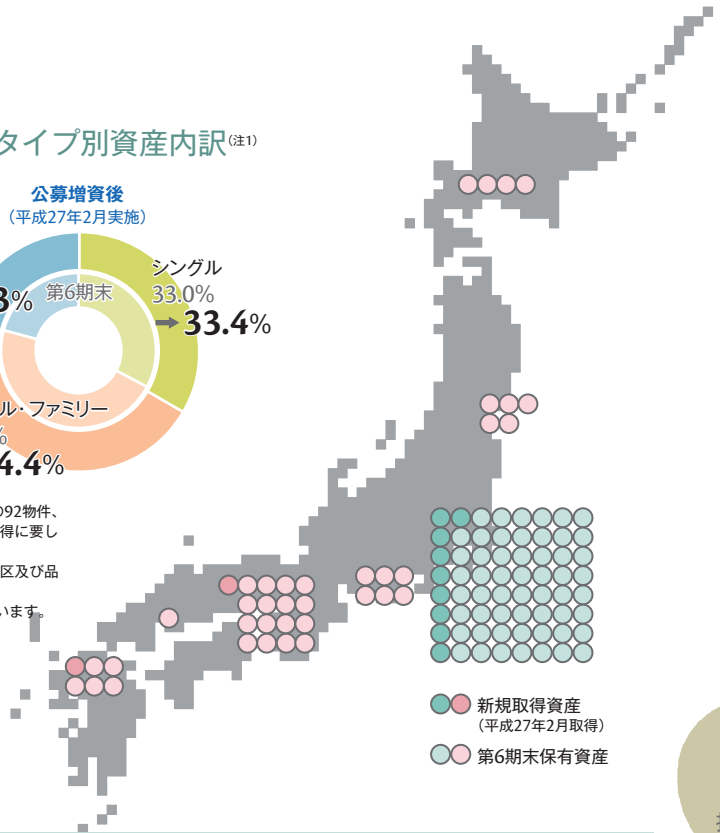 タイプ別資産内訳(注1)
公募増資後
(平成27年2月実施)
シングル
33.0%
➡33.4%
3%
第6期末
ル・ファミリー
%
4.4%
の92物件、
得に要し
区及び品
います。
新規取得資産
(平成27年2月取得)
第6期末保有資産